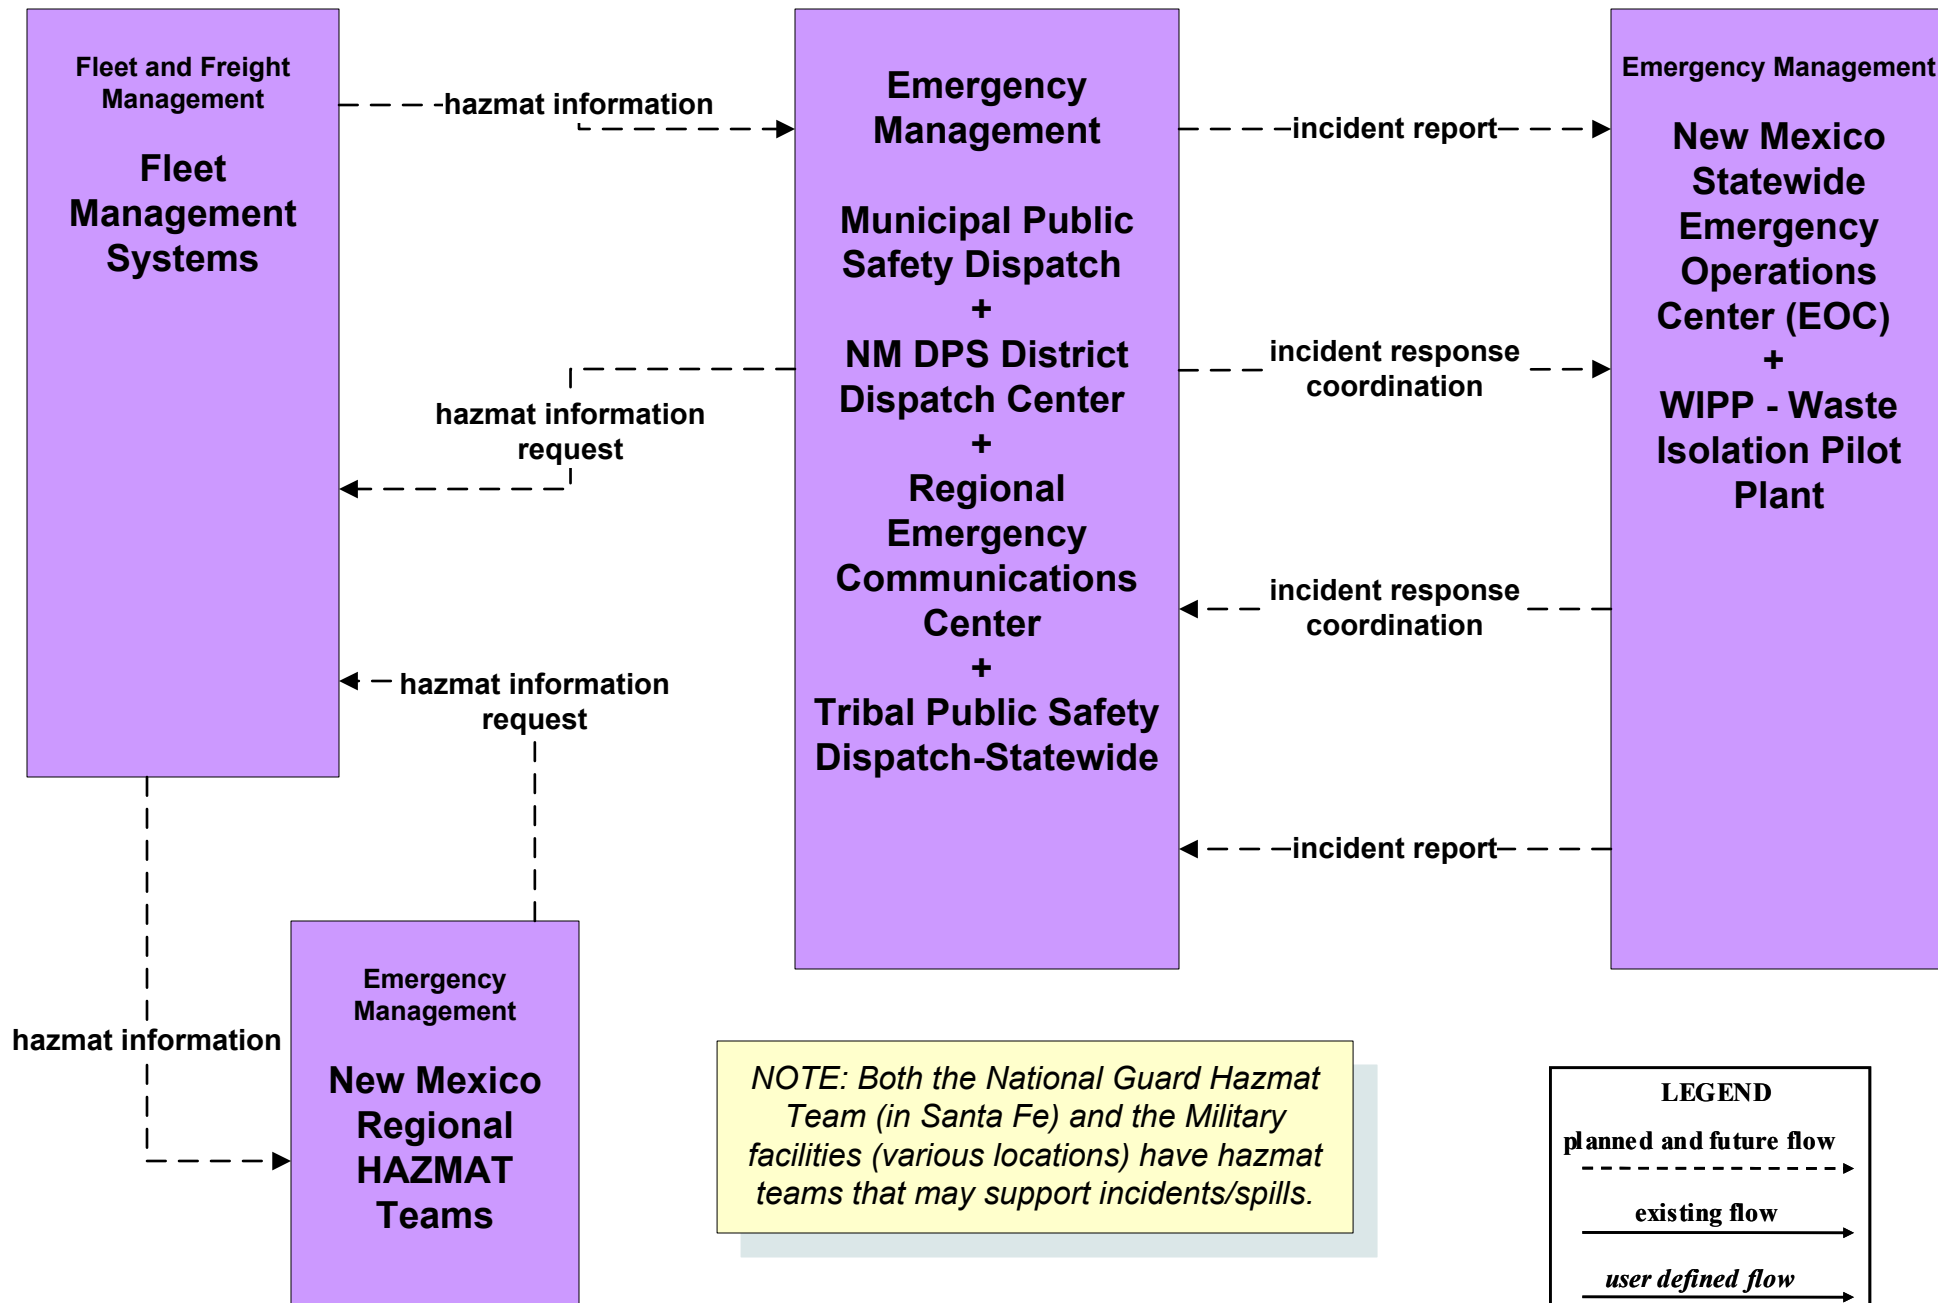 Fleet and Freight
Management
Fleet
Management
Systems
hazmat information
Emergency
Management
Municipal Public
Safety Dispatch
+
NM DPS District
Dispatch Center
+
Regional
Emergency
Communications
Center
+
Tribal Public Safety
Dispatch-Statewide
incident report
Emergency Management
New Mexico
Statewide
Emergency
Operations
Center (EOC)
+
WIPP - Waste
Isolation Pilot
Plant
incident response
coordination
hazmat information
request
incident response
coordination
hazmat information
request
incident report
hazmat information
Emergency
Management
New Mexico
Regional
HAZMAT
Teams
NOTE: Both the National Guard Hazmat
Team (in Santa Fe) and the Military
facilities (various locations) have hazmat
teams that may support incidents/spills.
LEGEND
planned and future flow
existing flow
user defined flow